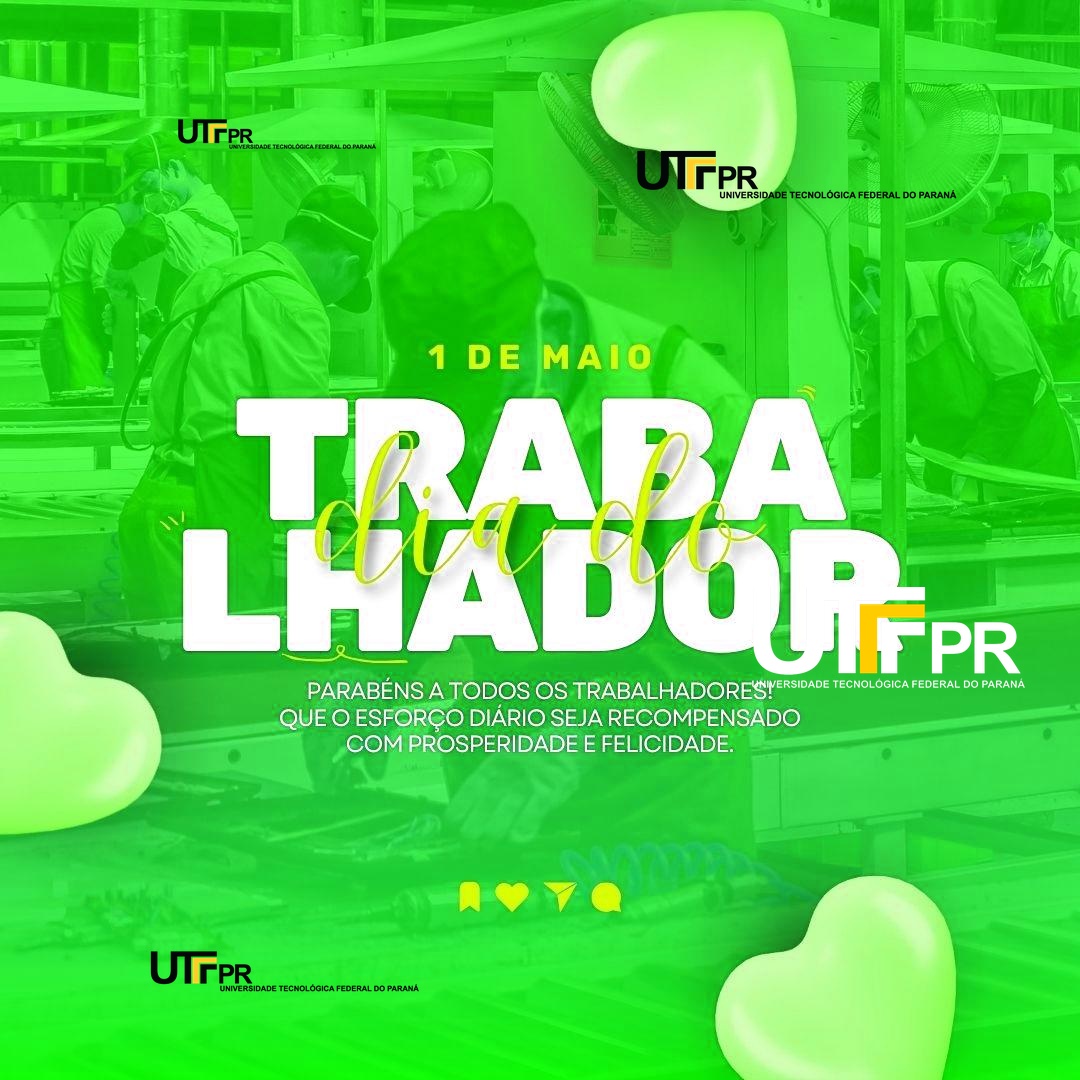 UTFPR
UNIVERSIDADE TECNOLÓGICA FEDERAL DO PARANÁ
UTFPR
UNIVERSIDADE TECNOLÓGICA FEDERAL DO PARANÁ
1 DE MAIO
TRABA
dia do
LHADOR
UTFPR
UNIVERSIDADE TECNOLÓGICA FEDERAL DO PARANÁ
PARABÉNS A TODOS OS TRABALHADORES!
QUE O ESFORÇO DIÁRIO SEJA RECOMPENSADO
COM PROSPERIDADE E FELICIDADE.
UTFPR
UNIVERSIDADE TECNOLÓGICA FEDERAL DO PARANÁ